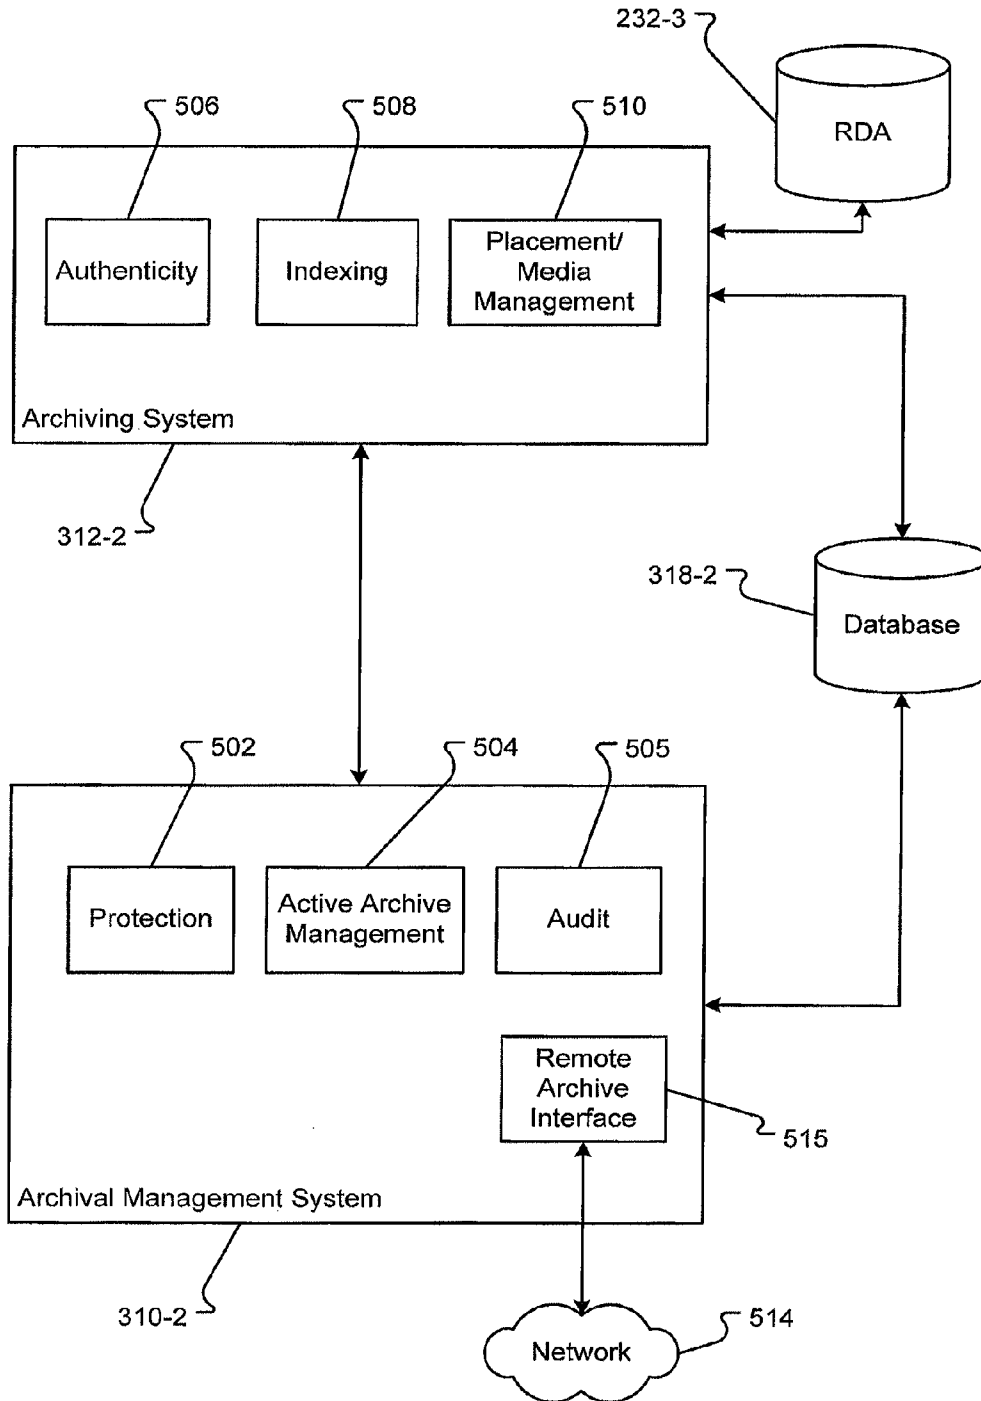 232-3
RDA
506
508
510
Authenticity
Indexing
Placement/
Media
Management
Archiving System
312-2
318-2
Database
502
504
505
Protection
Active Archive
Management
Audit
Remote
Archive
Interface
515
Archival Management System
310-2
514
Network